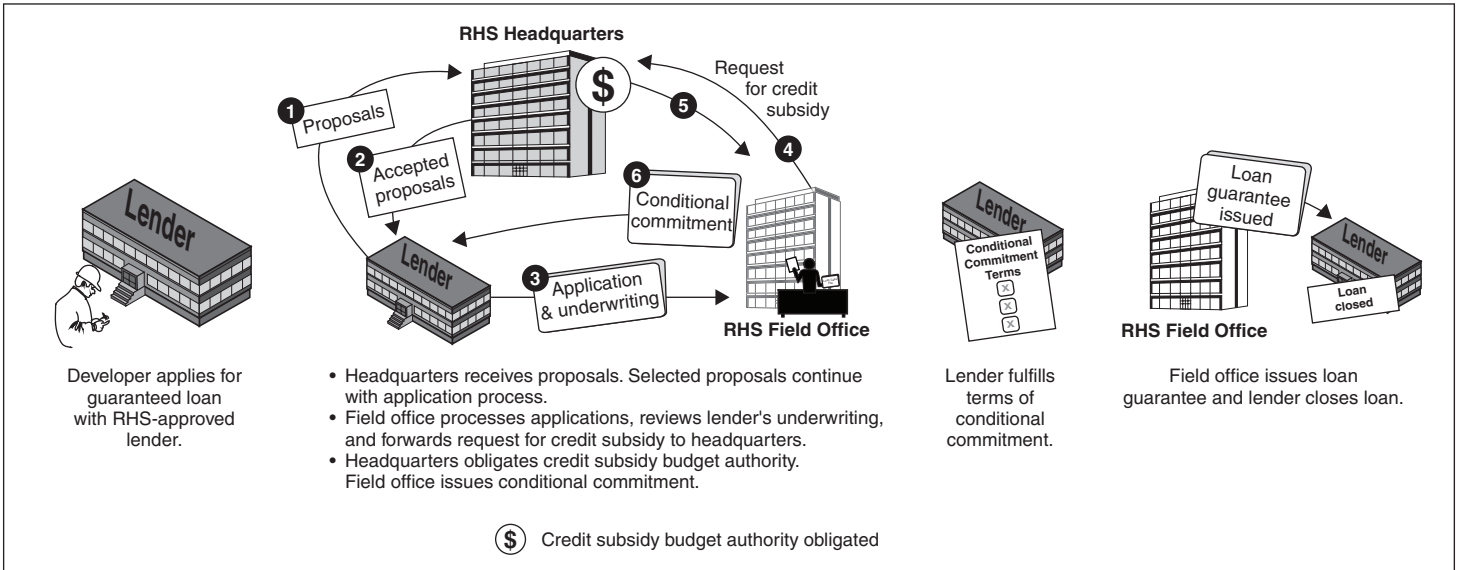 RHS Headquarters
$
1
Proposals
2
Accepted
proposals
Request
for credit
subsidy
5
4
6
Conditional
commitment
Lender
Lender
3
Application
& underwriting
RHS Field Office
Lender
Conditional
Commitment
Terms
x
x
x
Loan
guarantee
issued
Lender
Loan
closed
RHS Field Office
Developer applies for
guaranteed loan
with RHS-approved
lender.
• Headquarters receives proposals. Selected proposals continue
with application process.
• Field office processes applications, reviews lender's underwriting,
and forwards request for credit subsidy to headquarters.
• Headquarters obligates credit subsidy budget authority.
Field office issues conditional commitment.
Lender fulfills
terms of
conditional
commitment.
Field office issues loan
guarantee and lender closes loan.
$ Credit subsidy budget authority obligated